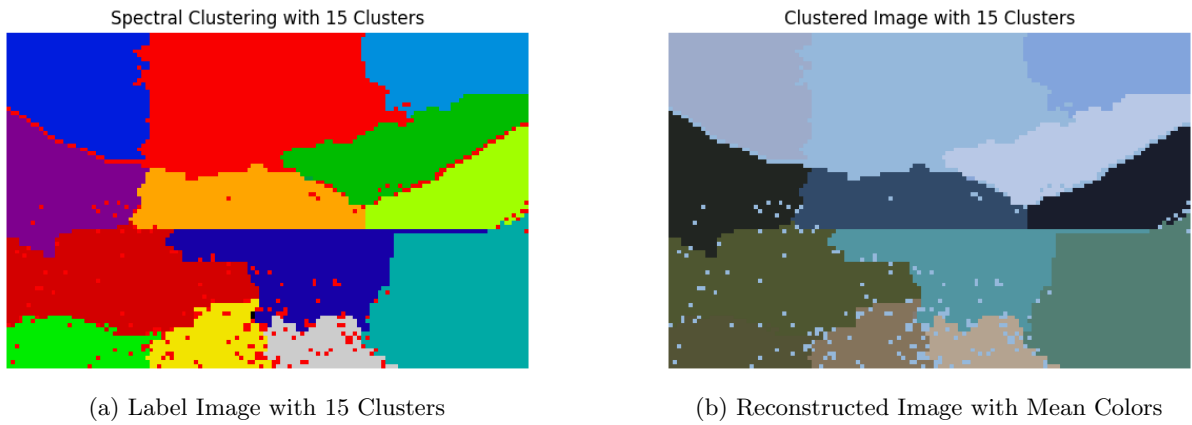 Spectral Clustering with 15 Clusters
Clustered Image with 15 Clusters
(a) Label Image with 15 Clusters
(b) Reconstructed Image with Mean Colors